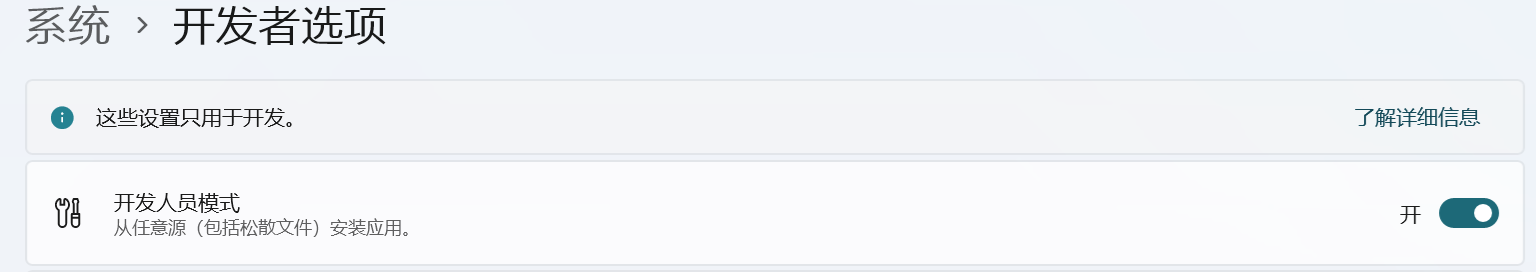 系统 > 开发者选项
这些设置只用于开发。 了解详细信息
开发人员模式
从任意源（包括松散文件）安装应用。
开